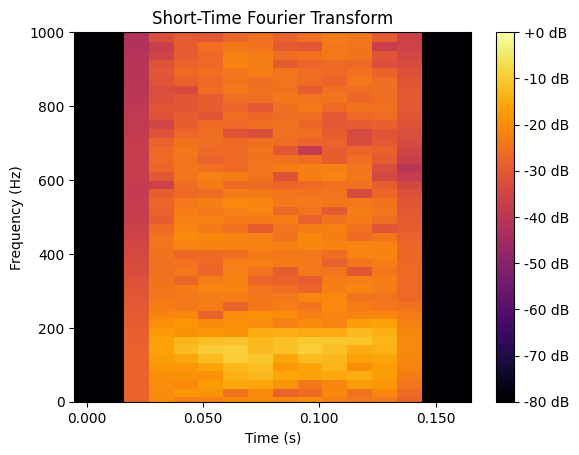 Short-Time Fourier Transform
Frequency (Hz)
1000
800
600
400
200
0
0.000
0.050
0.100
0.150
Time (s)
+0 dB
-10 dB
-20 dB
-30 dB
-40 dB
-50 dB
-60 dB
-70 dB
-80 dB